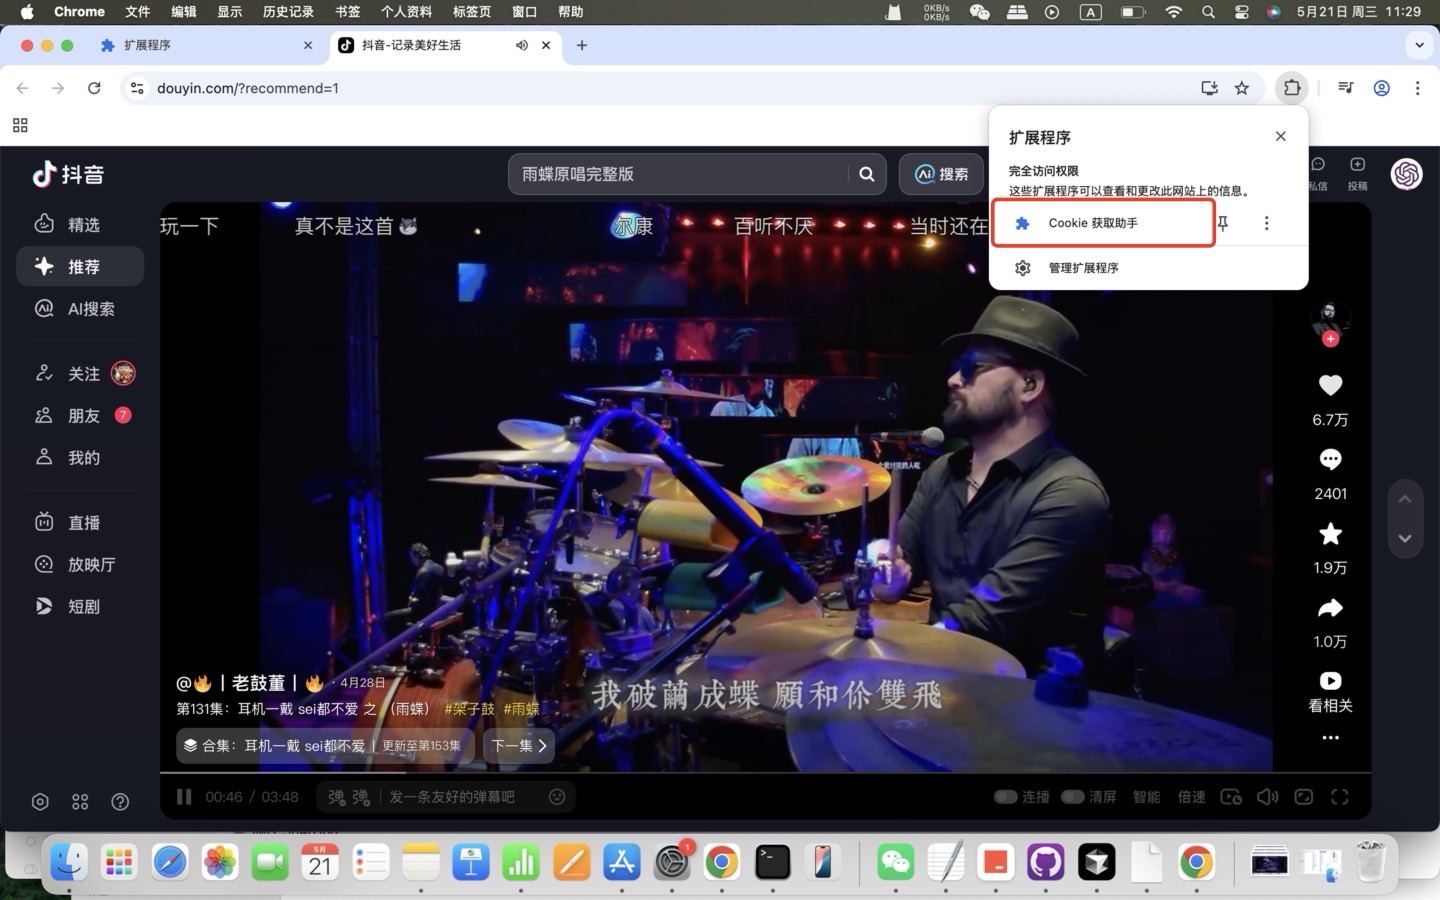 Chrome 文件 编辑 显示 历史记录 书签 个人资料 标签页 窗口 帮助
0KB/s
0KB/s
A
5月21日 周三 11:29
扩展程序
抖音-记录美好生活
douyin.com/?recommend=1
扩展程序
完全访问权限
这些扩展程序可以查看和更改此网站上的信息。
Cookie 获取助手
管理扩展程序
抖音
雨蝶原唱完整版
Ai 搜索
私信
投稿
精选
推荐
AI搜索
关注
朋友 7
我的
直播
放映厅
短剧
玩一下
真不是这首
尔康
百听不厌
当时还在
6.7万
2401
1.9万
1.0万
看相关
@🔥丨老鼓董丨🔥 · 4月28日
第131集：耳机一戴 sei都不爱 之 （雨蝶） #架子鼓 #雨蝶
合集：耳机一戴 sei都不爱 | 更新至第153集
下一集
我破繭成蝶 願和你雙飛
00:46 / 03:48
弹 弹
发一条友好的弹幕吧
连播
清屏
智能
倍速
5月
21
1